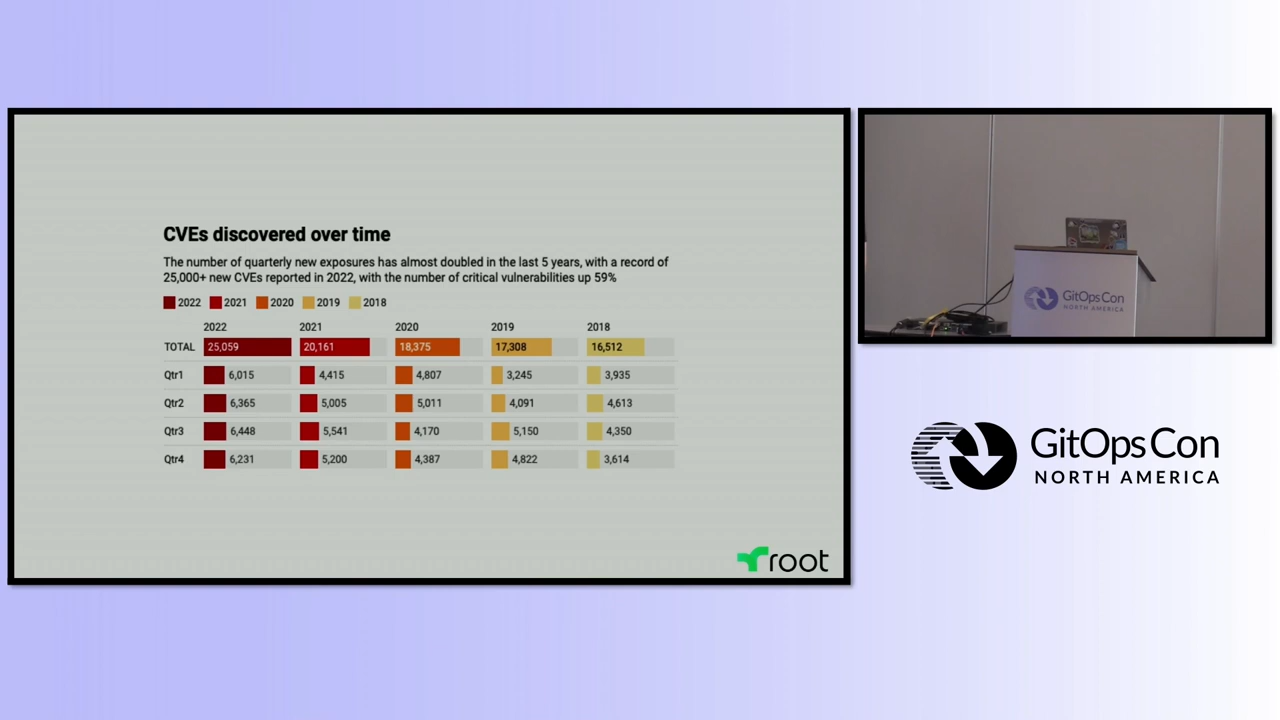 CVEs discovered over time
The number of quarterly new exposures has almost doubled in the last 5 years, with a record of
25,000+ new CVEs reported in 2022, with the number of critical vulnerabilities up 59%
2022 2021 2020 2019 2018
2022 2021 2020 2019 2018
TOTAL 25,059 20,161 18,375 17,308 16,512
Qtr1 6,015 4,415 4,807 3,245 3,935
Qtr2 6,365 5,005 5,011 4,091 4,613
Qtr3 6,448 5,541 4,170 5,150 4,350
Qtr4 6,231 5,200 4,387 4,822 3,614
root
GitOpsCon
NORTH AMERICA
GitOpsCon
NORTH AMERICA